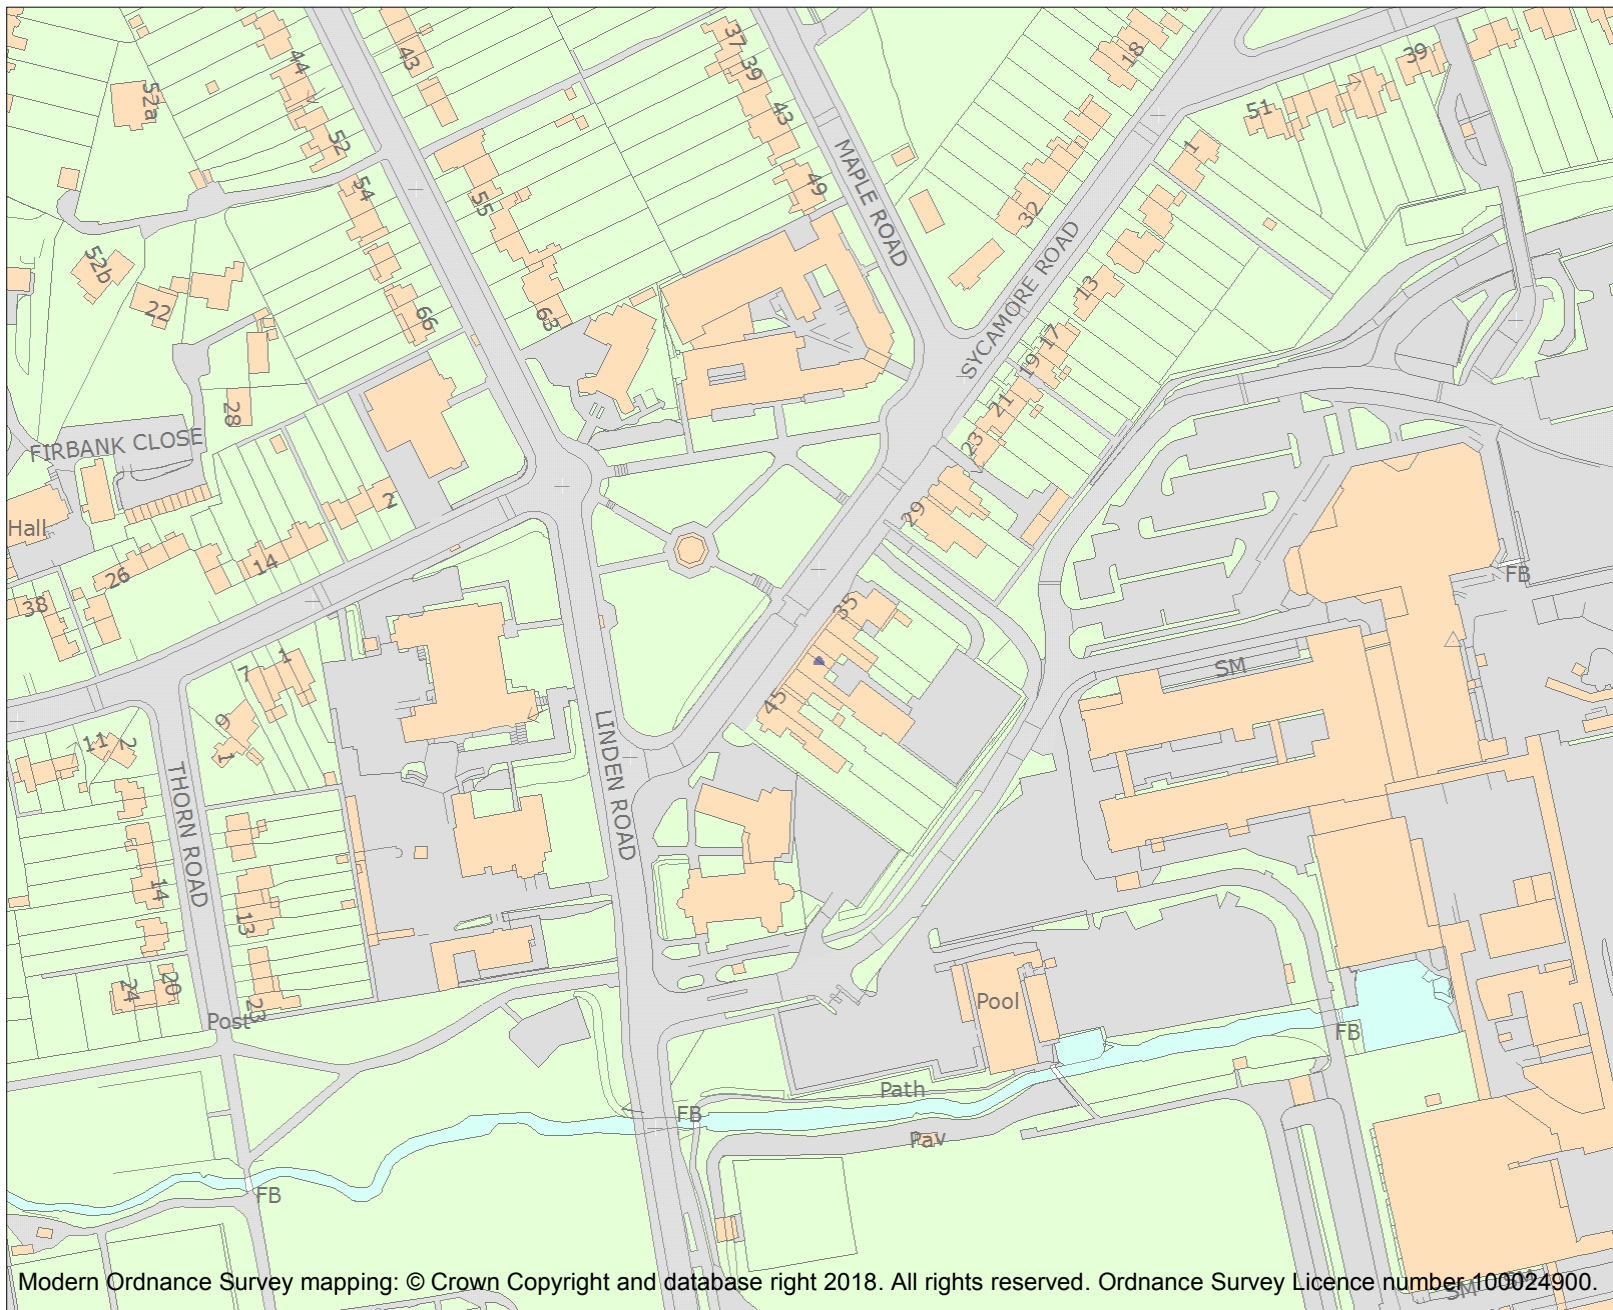 44
43
37
39
18
39
52a
52
43
51
1
54
55
49
MAPLE ROAD
32
52b
22
66
63
13
SYCAMORE ROAD
17
19
21
28
23
FIRBANK CLOSE
2
29
Hall
14
26
38
35
FB
7
1
SM
45
9
1
11
2
LINDEN ROAD
THORN ROAD
14
13
24
20
23
Post
Pool
FB
Path
FB
Pav
FB
Modern Ordnance Survey mapping: © Crown Copyright and database right 2018. All rights reserved. Ordnance Survey Licence number 100024900.
SM